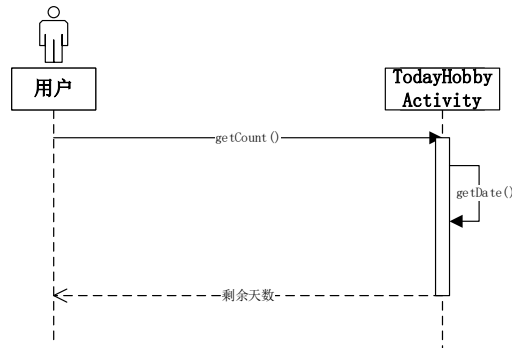 用户
TodayHobby
Activity
getCount()
getDate()
剩余天数